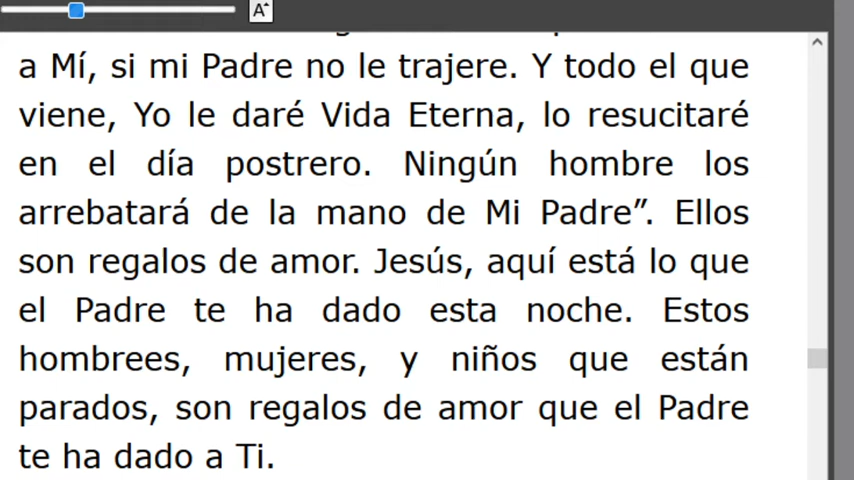 A
a Mí, si mi Padre no le trajere. Y todo el que
viene, Yo le daré Vida Eterna, lo resucitaré
en el día postrero. Ningún hombre los
arrebatará de la mano de Mi Padre”. Ellos
son regalos de amor. Jesús, aquí está lo que
el Padre te ha dado esta noche. Estos
hombrees, mujeres, y niños que están
parados, son regalos de amor que el Padre
te ha dado a Ti.